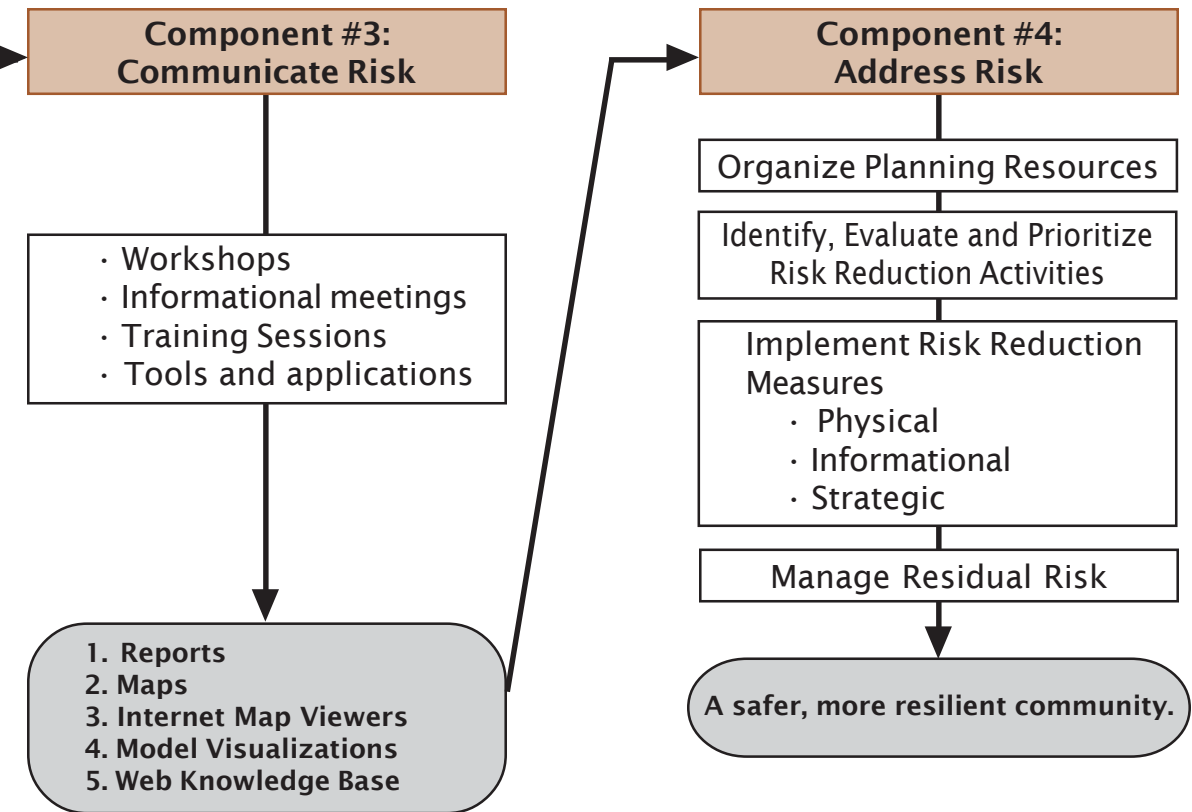 Component #3:
Communicate Risk
· Workshops
· Informational meetings
· Training Sessions
· Tools and applications
1. Reports
2. Maps
3. Internet Map Viewers
4. Model Visualizations
5. Web Knowledge Base
Component #4:
Address Risk
Organize Planning Resources
Identify, Evaluate and Prioritize
Risk Reduction Activities
Implement Risk Reduction
Measures
· Physical
· Informational
· Strategic
Manage Residual Risk
A safer, more resilient community.